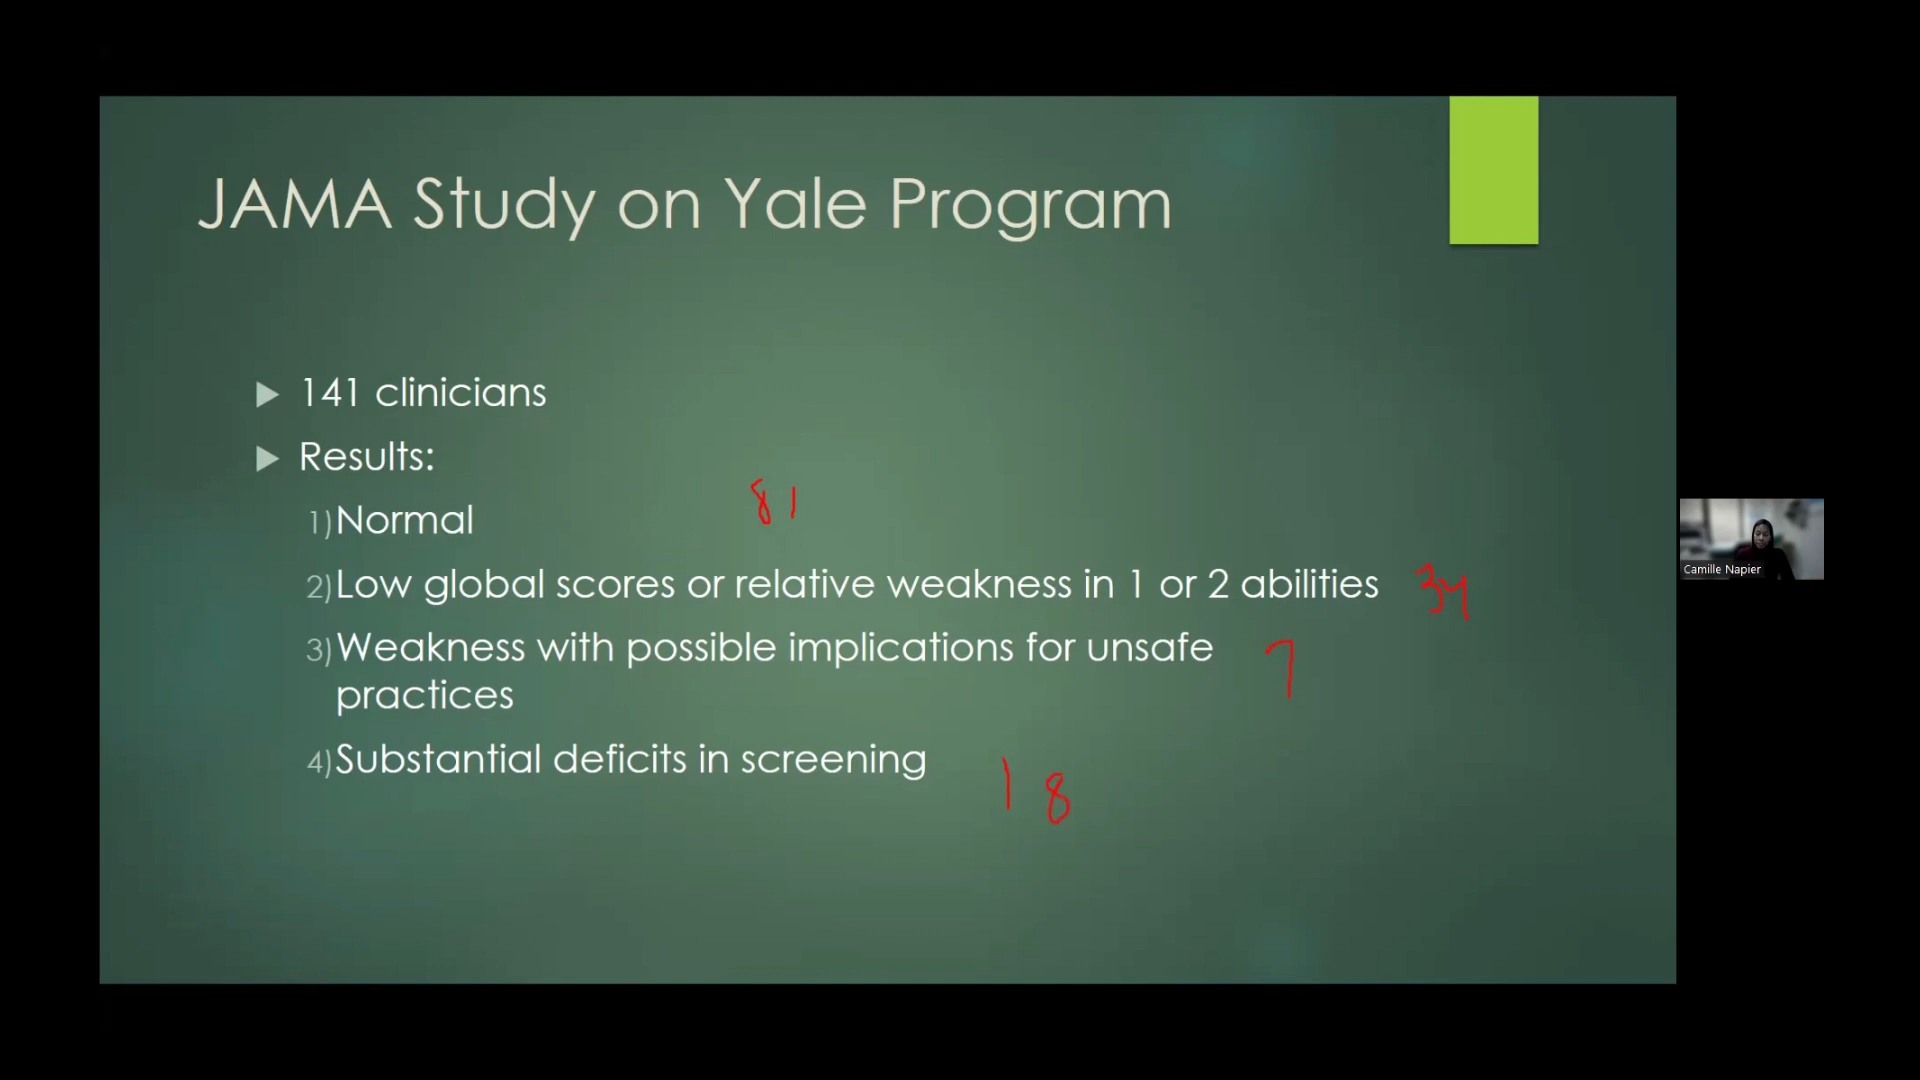 JAMA Study on Yale Program
▶ 141 clinicians
▶ Results:
1) Normal 81
2) Low global scores or relative weakness in 1 or 2 abilities 34
3) Weakness with possible implications for unsafe 7
practices
4) Substantial deficits in screening 18
Camille Napier